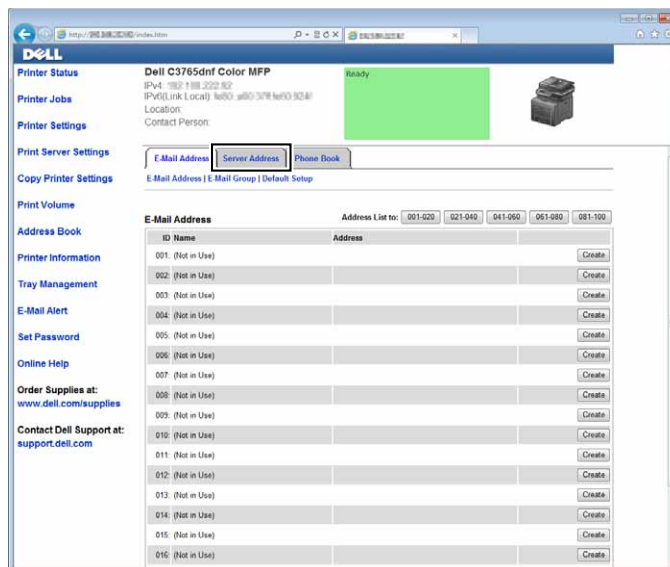 http:// /index.htm
DELL
Printer Status
Printer Jobs
Printer Settings
Print Server Settings
Copy Printer Settings
Print Volume
Address Book
Printer Information
Tray Management
E-Mail Alert
Set Password
Online Help
Order Supplies at:
www.dell.com/supplies
Contact Dell Support at:
support.dell.com
Dell C3765dnf Color MFP
IPv4:
IPv6(Link Local):
Location:
Contact Person:
Ready
E-Mail Address Server Address Phone Book
E-Mail Address | E-Mail Group | Default Setup
E-Mail Address Address List to: 001-020 021-040 041-060 061-080 081-100
ID Name Address
001: (Not in Use) Create
002: (Not in Use) Create
003: (Not in Use) Create
004: (Not in Use) Create
005: (Not in Use) Create
006: (Not in Use) Create
007: (Not in Use) Create
008: (Not in Use) Create
009: (Not in Use) Create
010: (Not in Use) Create
011: (Not in Use) Create
012: (Not in Use) Create
013: (Not in Use) Create
014: (Not in Use) Create
015: (Not in Use) Create
016: (Not in Use) Create